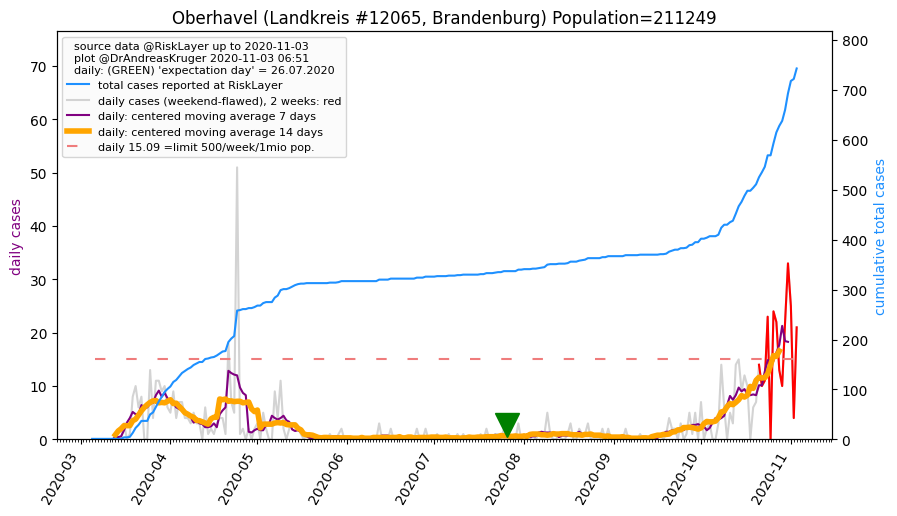 Oberhavel (Landkreis #12065, Brandenburg) Population=211249
source data @RiskLayer up to 2020-11-03
plot @DrAndreasKruger 2020-11-03 06:51
daily: (GREEN) 'expectation day' = 26.07.2020
total cases reported at RiskLayer
daily cases (weekend-flawed), 2 weeks: red
daily: centered moving average 7 days
daily: centered moving average 14 days
daily 15.09 =limit 500/week/1mio pop.
daily cases
70
60
50
40
30
20
10
0
cumulative total cases
800
700
600
500
400
300
200
100
0
2020-03
2020-04
2020-05
2020-06
2020-07
2020-08
2020-09
2020-10
2020-11